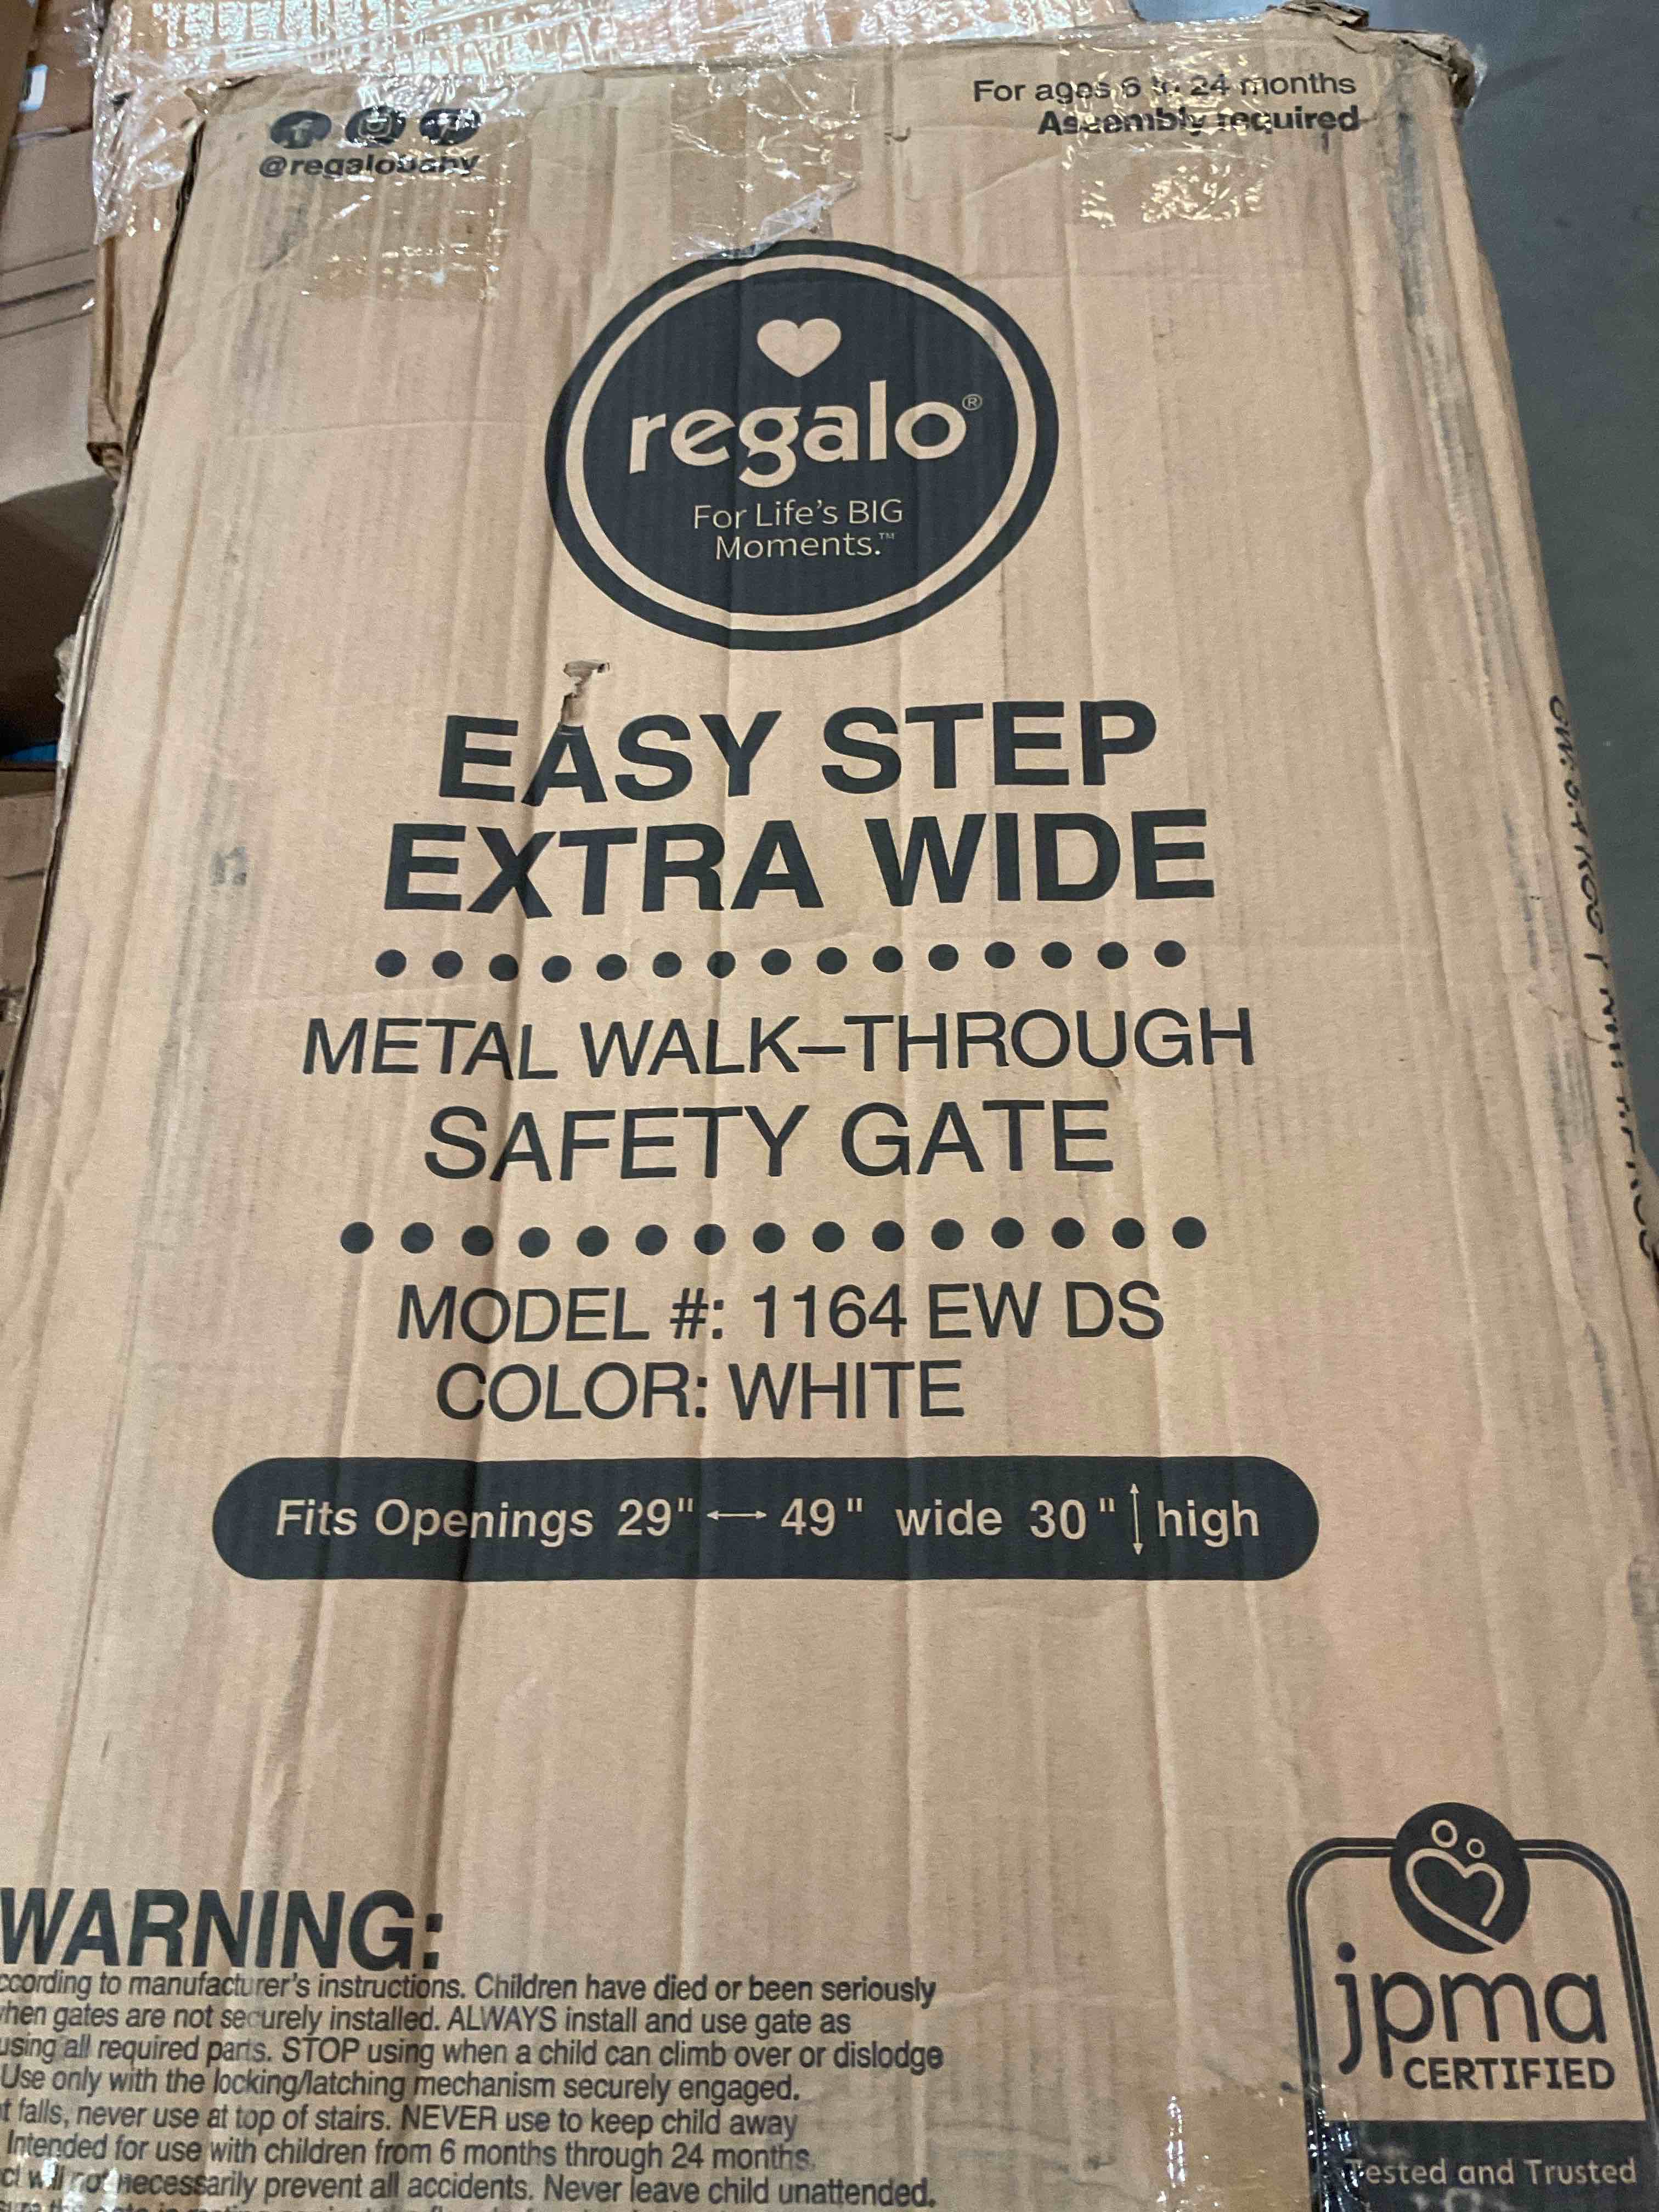 For ages 6 to 24 months
Assembly required
@regalobaby
regalo®
For Life's BIG
Moments.™
EASY STEP
EXTRA WIDE
METAL WALK–THROUGH
SAFETY GATE
MODEL #: 1164 EW DS
COLOR: WHITE
Fits Openings 29" ↔ 49" wide 30" ↕ high
WARNING:
ccording to manufacturer's instructions. Children have died or been seriously
hen gates are not securely installed. ALWAYS install and use gate as
using all required parts. STOP using when a child can climb over or dislodge
Use only with the locking/latching mechanism securely engaged.
t falls, never use at top of stairs. NEVER use to keep child away
Intended for use with children from 6 months through 24 months.
ct will not necessarily prevent all accidents. Never leave child unattended.
jpma
CERTIFIED
Tested and Trusted